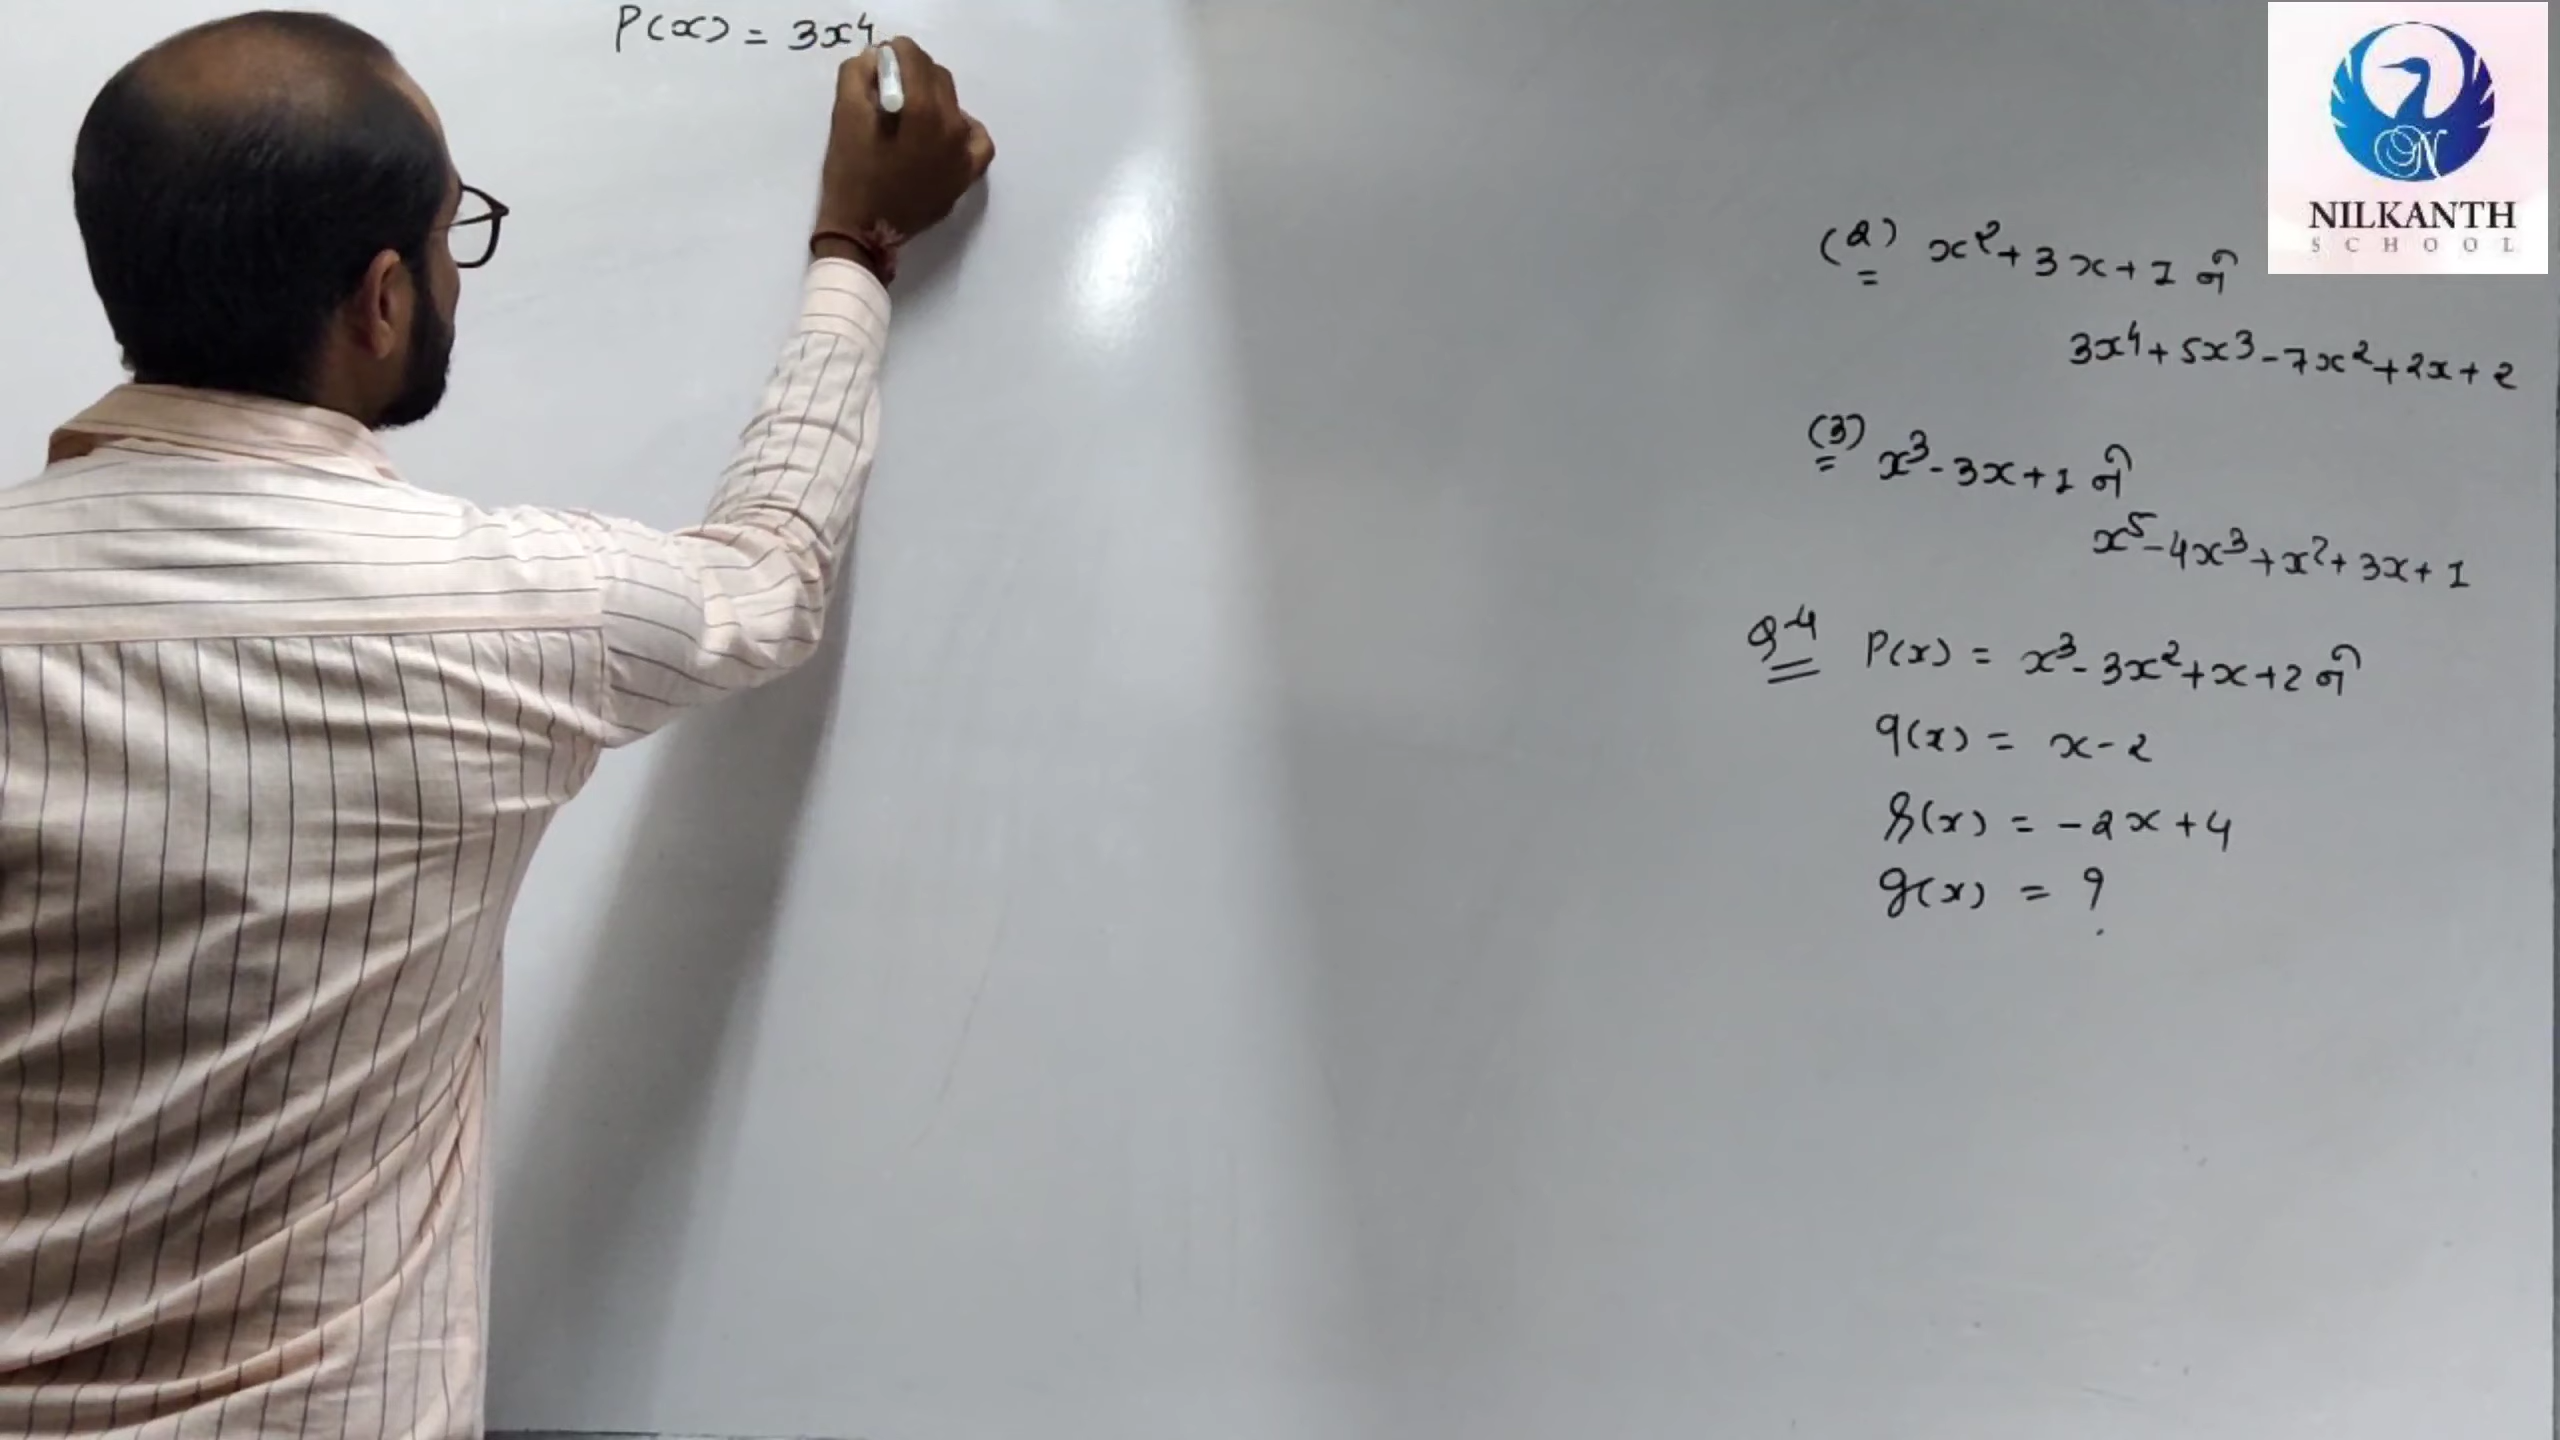 P(x) = 3x⁴
(2) x² + 3x + 1 ને
3x⁴ + 5x³ - 7x² + 2x + 2
(3) x³ - 3x + 1 ને
x⁵ - 4x³ + x² + 3x + 1
Q-4 P(x) = x³ - 3x² + x + 2 ને
q(x) = x - 2
r(x) = -2x + 4
g(x) = ?
N
NILKANTH
SCHOOL